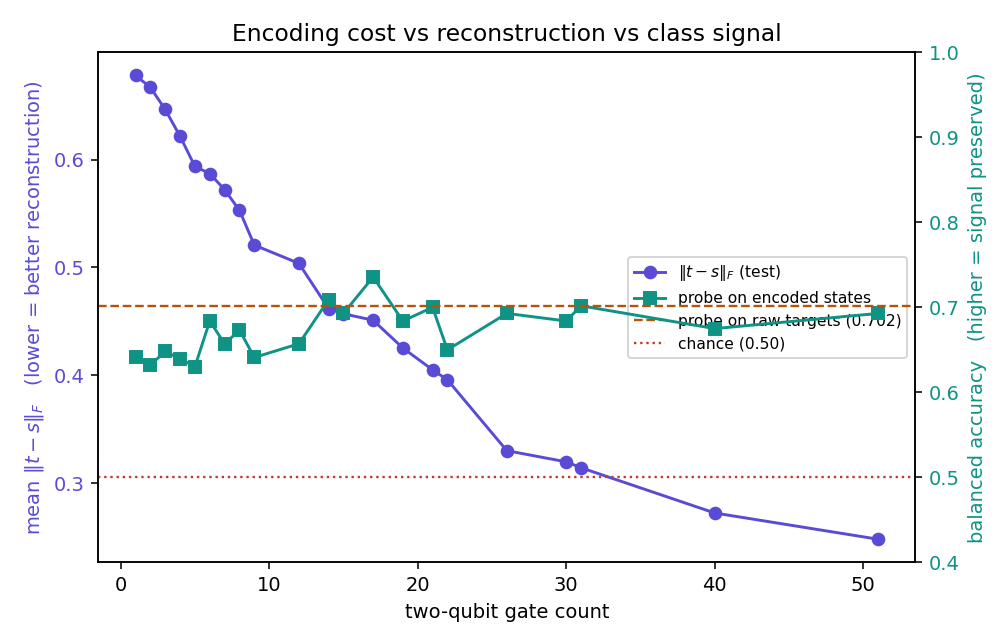 Encoding cost vs reconstruction vs class signal
mean ‖t − s‖F (lower = better reconstruction)
0.6
0.5
0.4
0.3
1.0
0.9
0.8
0.7
0.6
0.5
0.4
balanced accuracy (higher = signal preserved)
‖t − s‖F (test)
probe on encoded states
probe on raw targets (0.702)
chance (0.50)
0 10 20 30 40 50
two-qubit gate count